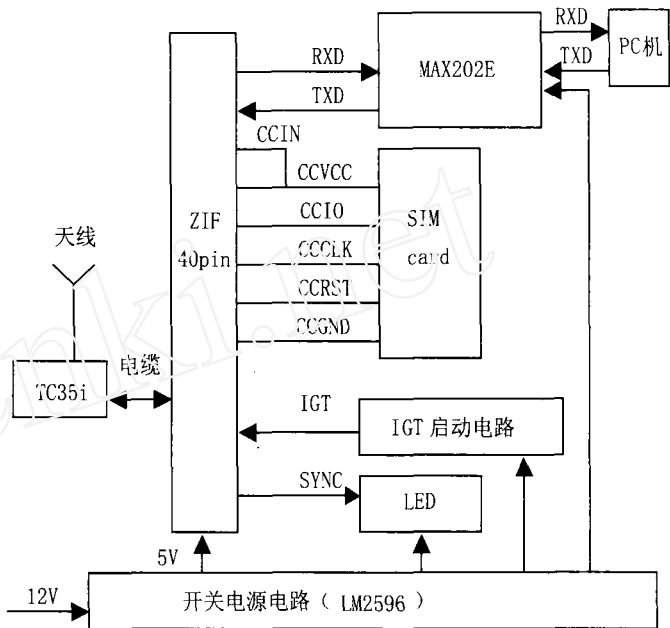 RXD
PC机
RXD
MAX202E
TXD
TXD
CCIN
CCVCC
ZIF
40pin
CCIO
SIM
card
天线
CCCLK
CCRST
CCGND
电缆
TC35i
IGT
IGT 启动电路
SYNC
LED
5V
12V
开关电源电路（ LM2596 ）